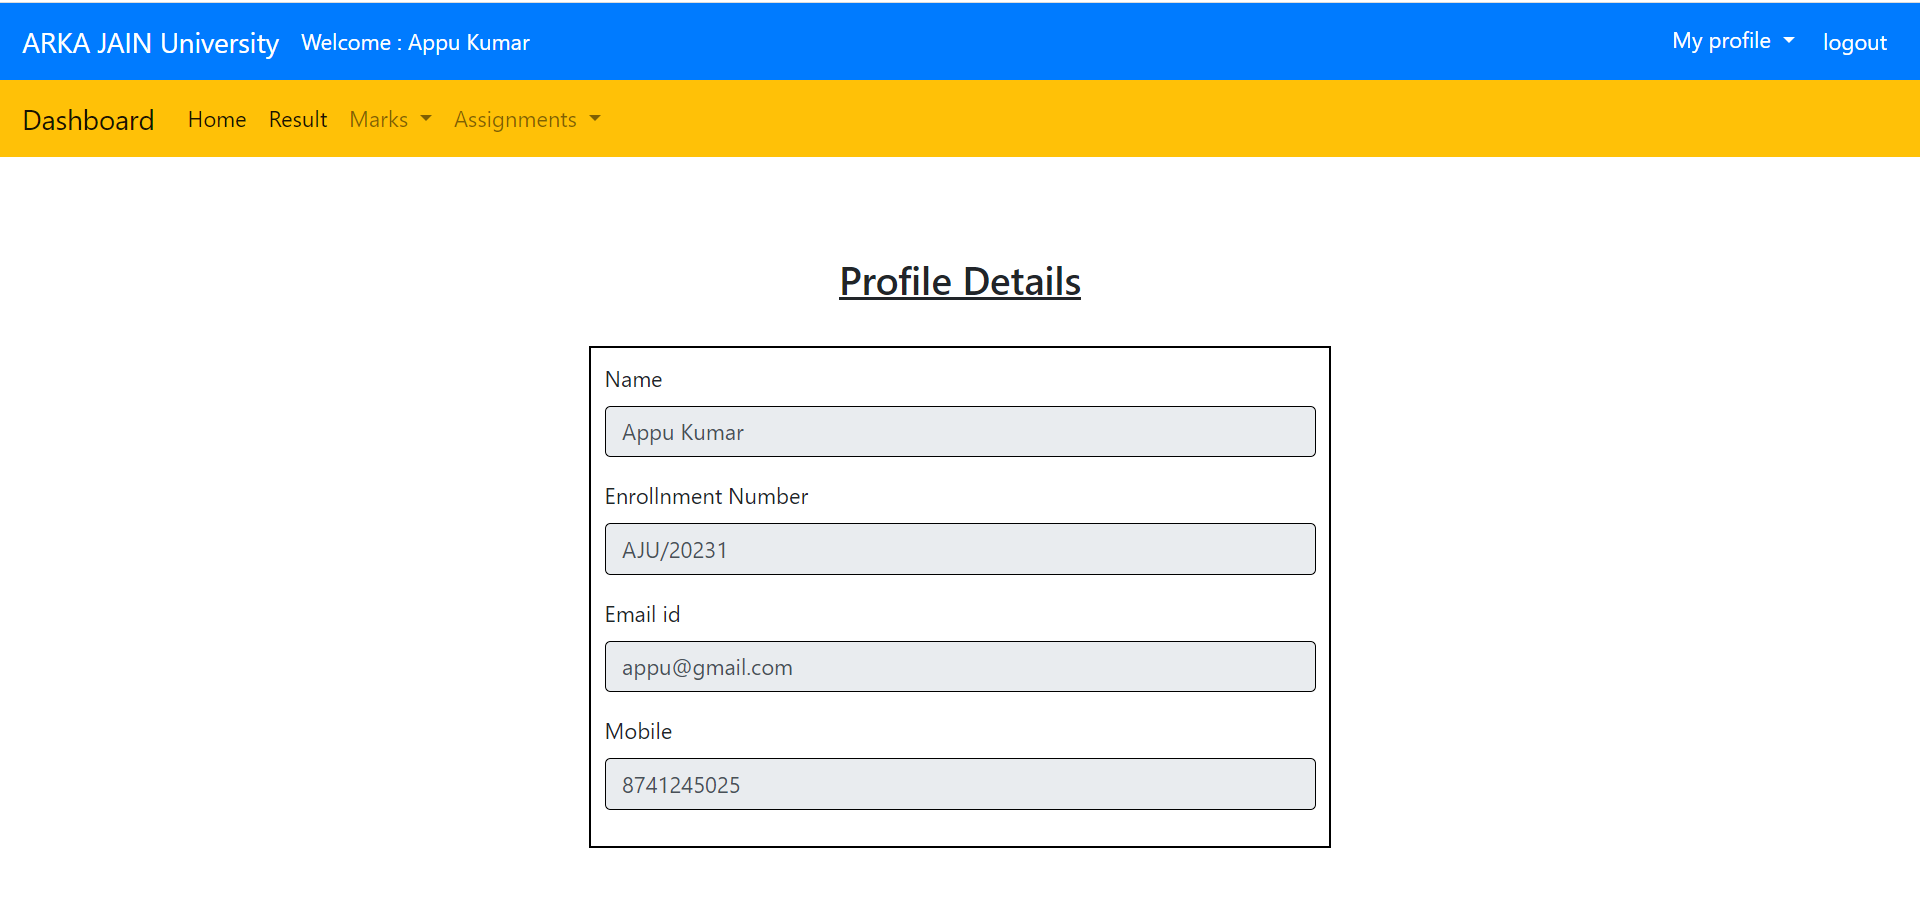 ARKA JAIN University Welcome : Appu Kumar My profile logout
Dashboard Home Result Marks Assignments
Profile Details
Name
Appu Kumar
Enrollnment Number
AJU/20231
Email id
appu@gmail.com
Mobile
8741245025